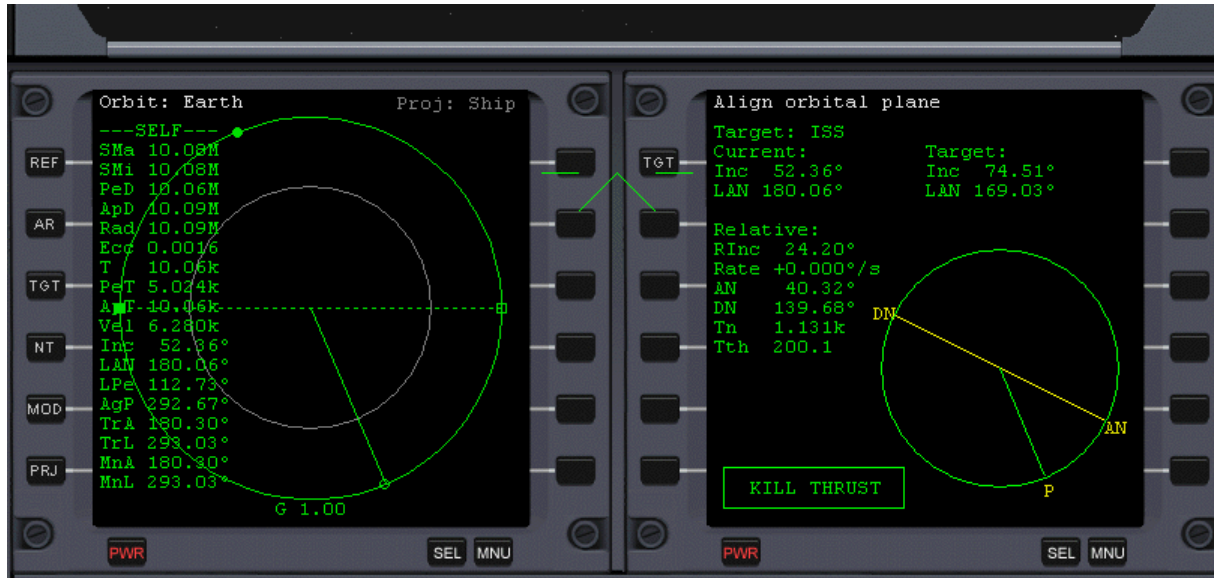 Orbit: Earth
Proj: Ship
---SELF---
SMa 10.08M
SMi 10.08M
PeD 10.06M
ApD 10.09M
Rad 10.09M
Ecc 0.0016
T 10.06k
PeT 5.024k
ApT 10.06k
Vel 6.280k
Inc 52.36°
LAN 180.06°
LPe 112.73°
AgP 292.67°
TrA 180.30°
TrL 293.03°
MnA 180.30°
MnL 293.03°
G 1.00
REF
AR
TGT
NT
MOD
PRJ
PWR
SEL
MNU
Align orbital plane
Target: ISS
Current: Target:
Inc 52.36° Inc 74.51°
LAN 180.06° LAN 169.03°
Relative:
RInc 24.20°
Rate +0.000°/s
AN 40.32°
DN 139.68°
Tn 1.131k
Tth 200.1
DN
AN
P
KILL THRUST
TGT
PWR
SEL
MNU